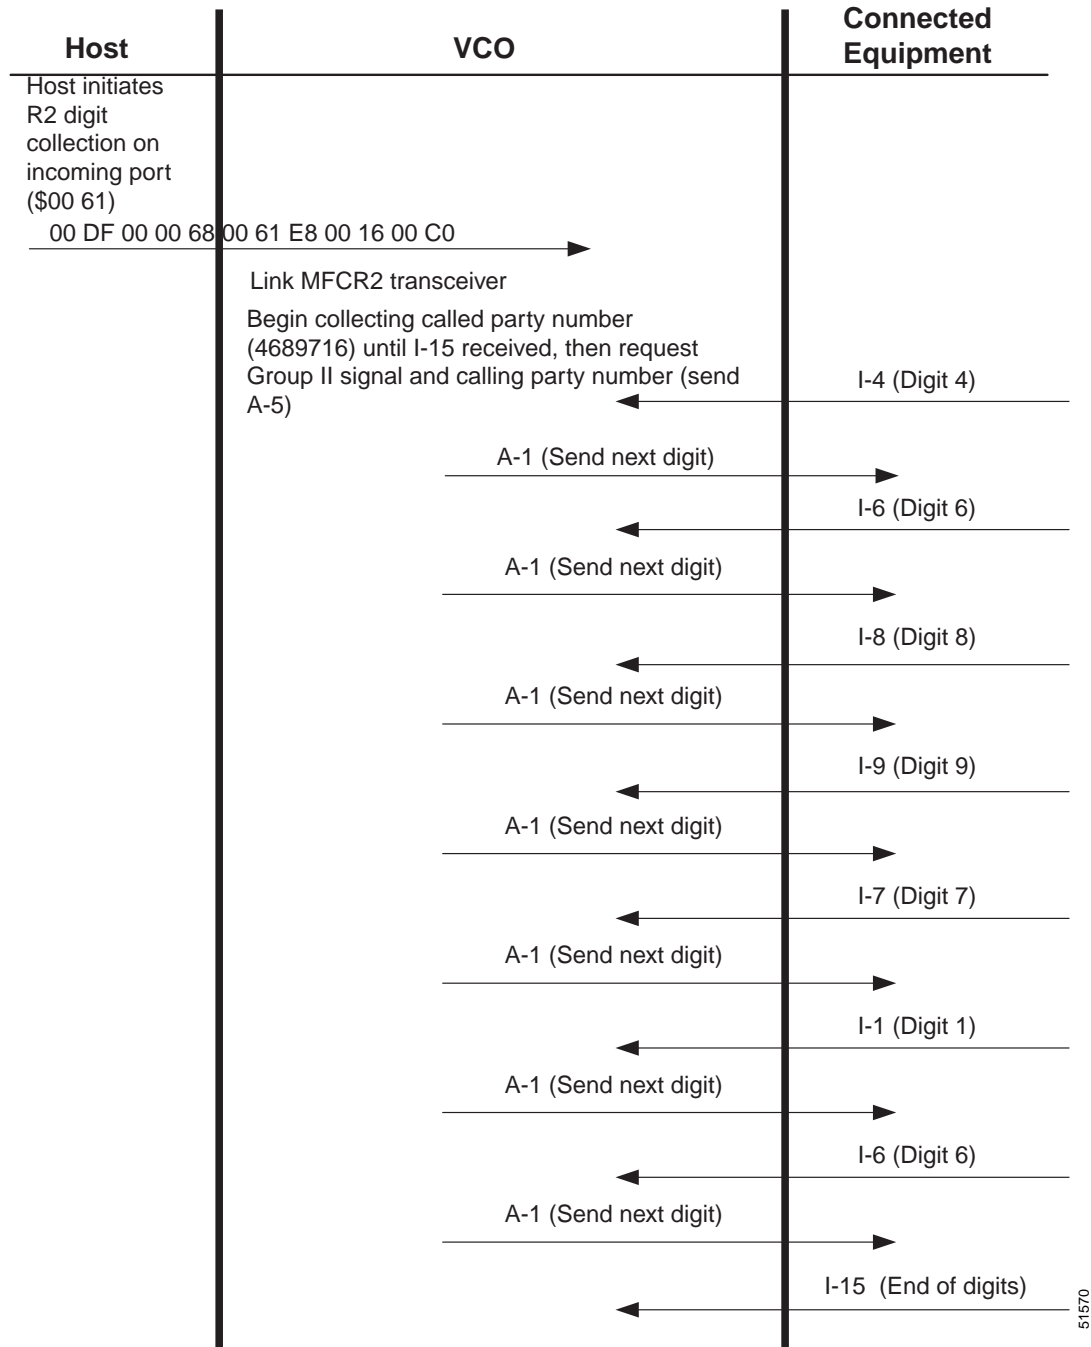 Host
VCO
Connected
Equipment
Host initiates
R2 digit
collection on
incoming port
($00 61)
00 DF 00 00 68 00 61 E8 00 16 00 C0
Link MFCR2 transceiver
Begin collecting called party number
(4689716) until I-15 received, then request
Group II signal and calling party number (send
A-5)
I-4 (Digit 4)
A-1 (Send next digit)
I-6 (Digit 6)
A-1 (Send next digit)
I-8 (Digit 8)
A-1 (Send next digit)
I-9 (Digit 9)
A-1 (Send next digit)
I-7 (Digit 7)
A-1 (Send next digit)
I-1 (Digit 1)
A-1 (Send next digit)
I-6 (Digit 6)
A-1 (Send next digit)
I-15 (End of digits)
51570